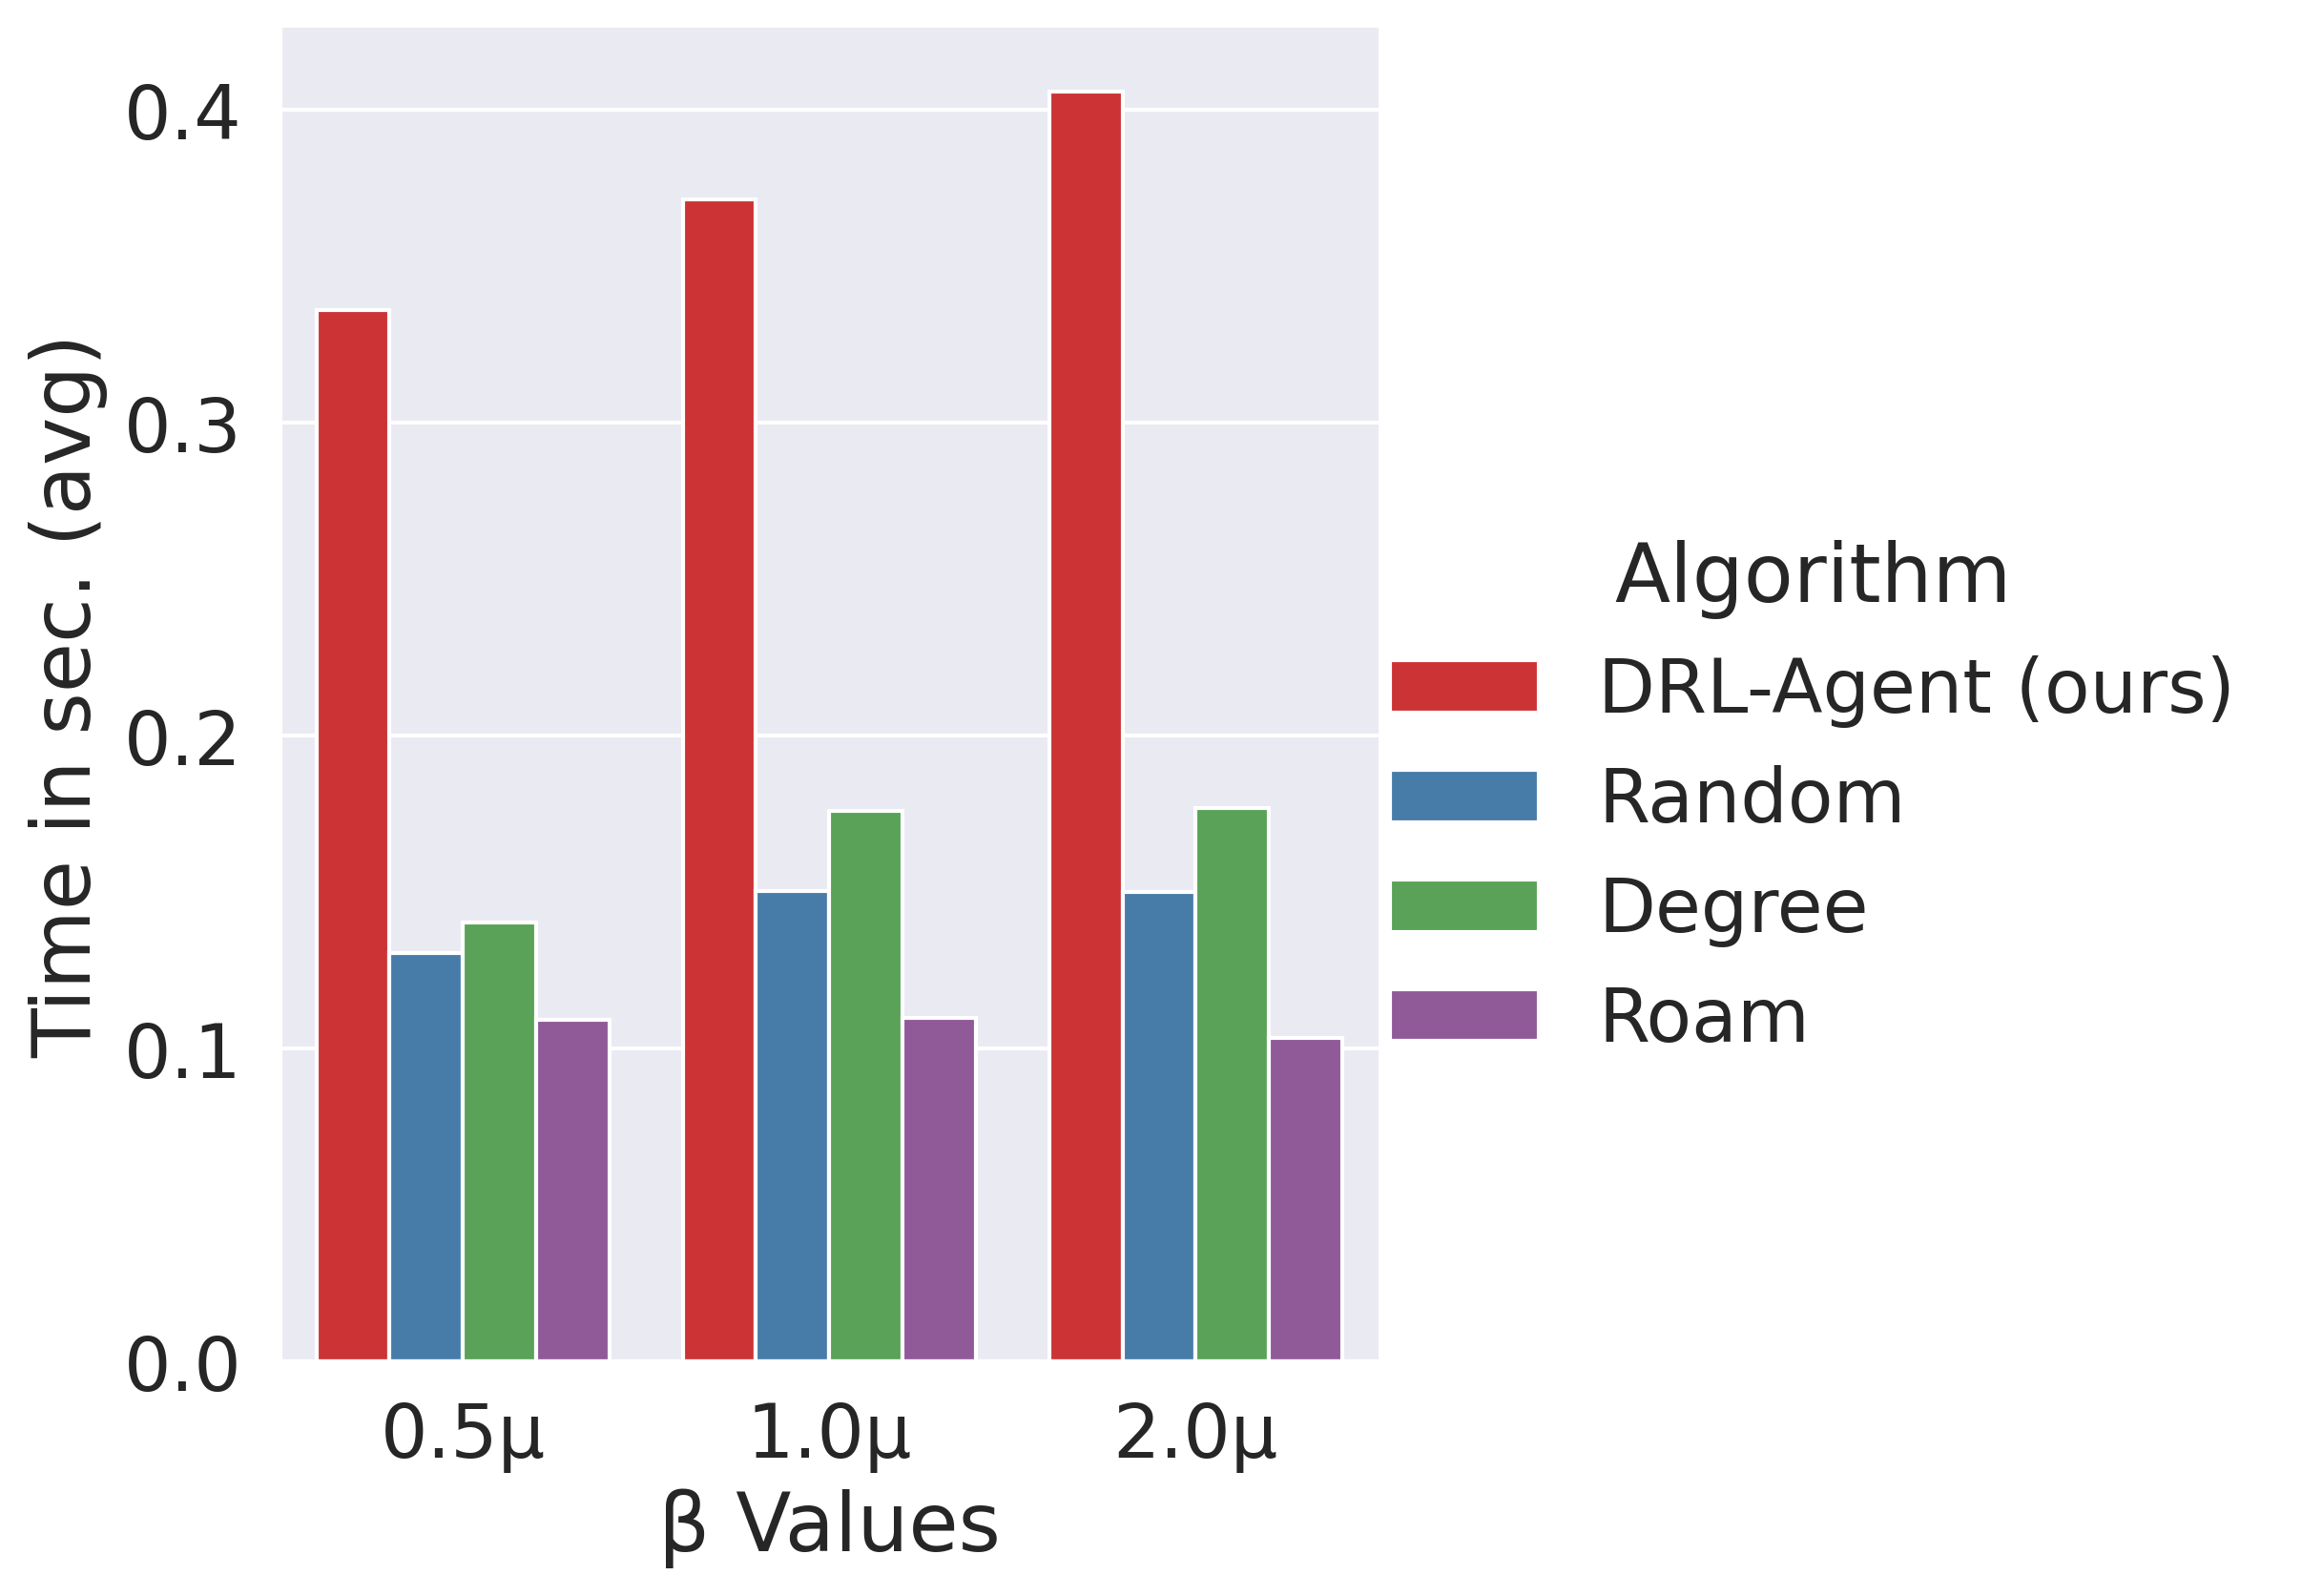 Time in sec. (avg)
0.4
0.3
0.2
0.1
0.0
0.5μ 1.0μ 2.0μ
β Values
Algorithm
DRL-Agent (ours)
Random
Degree
Roam